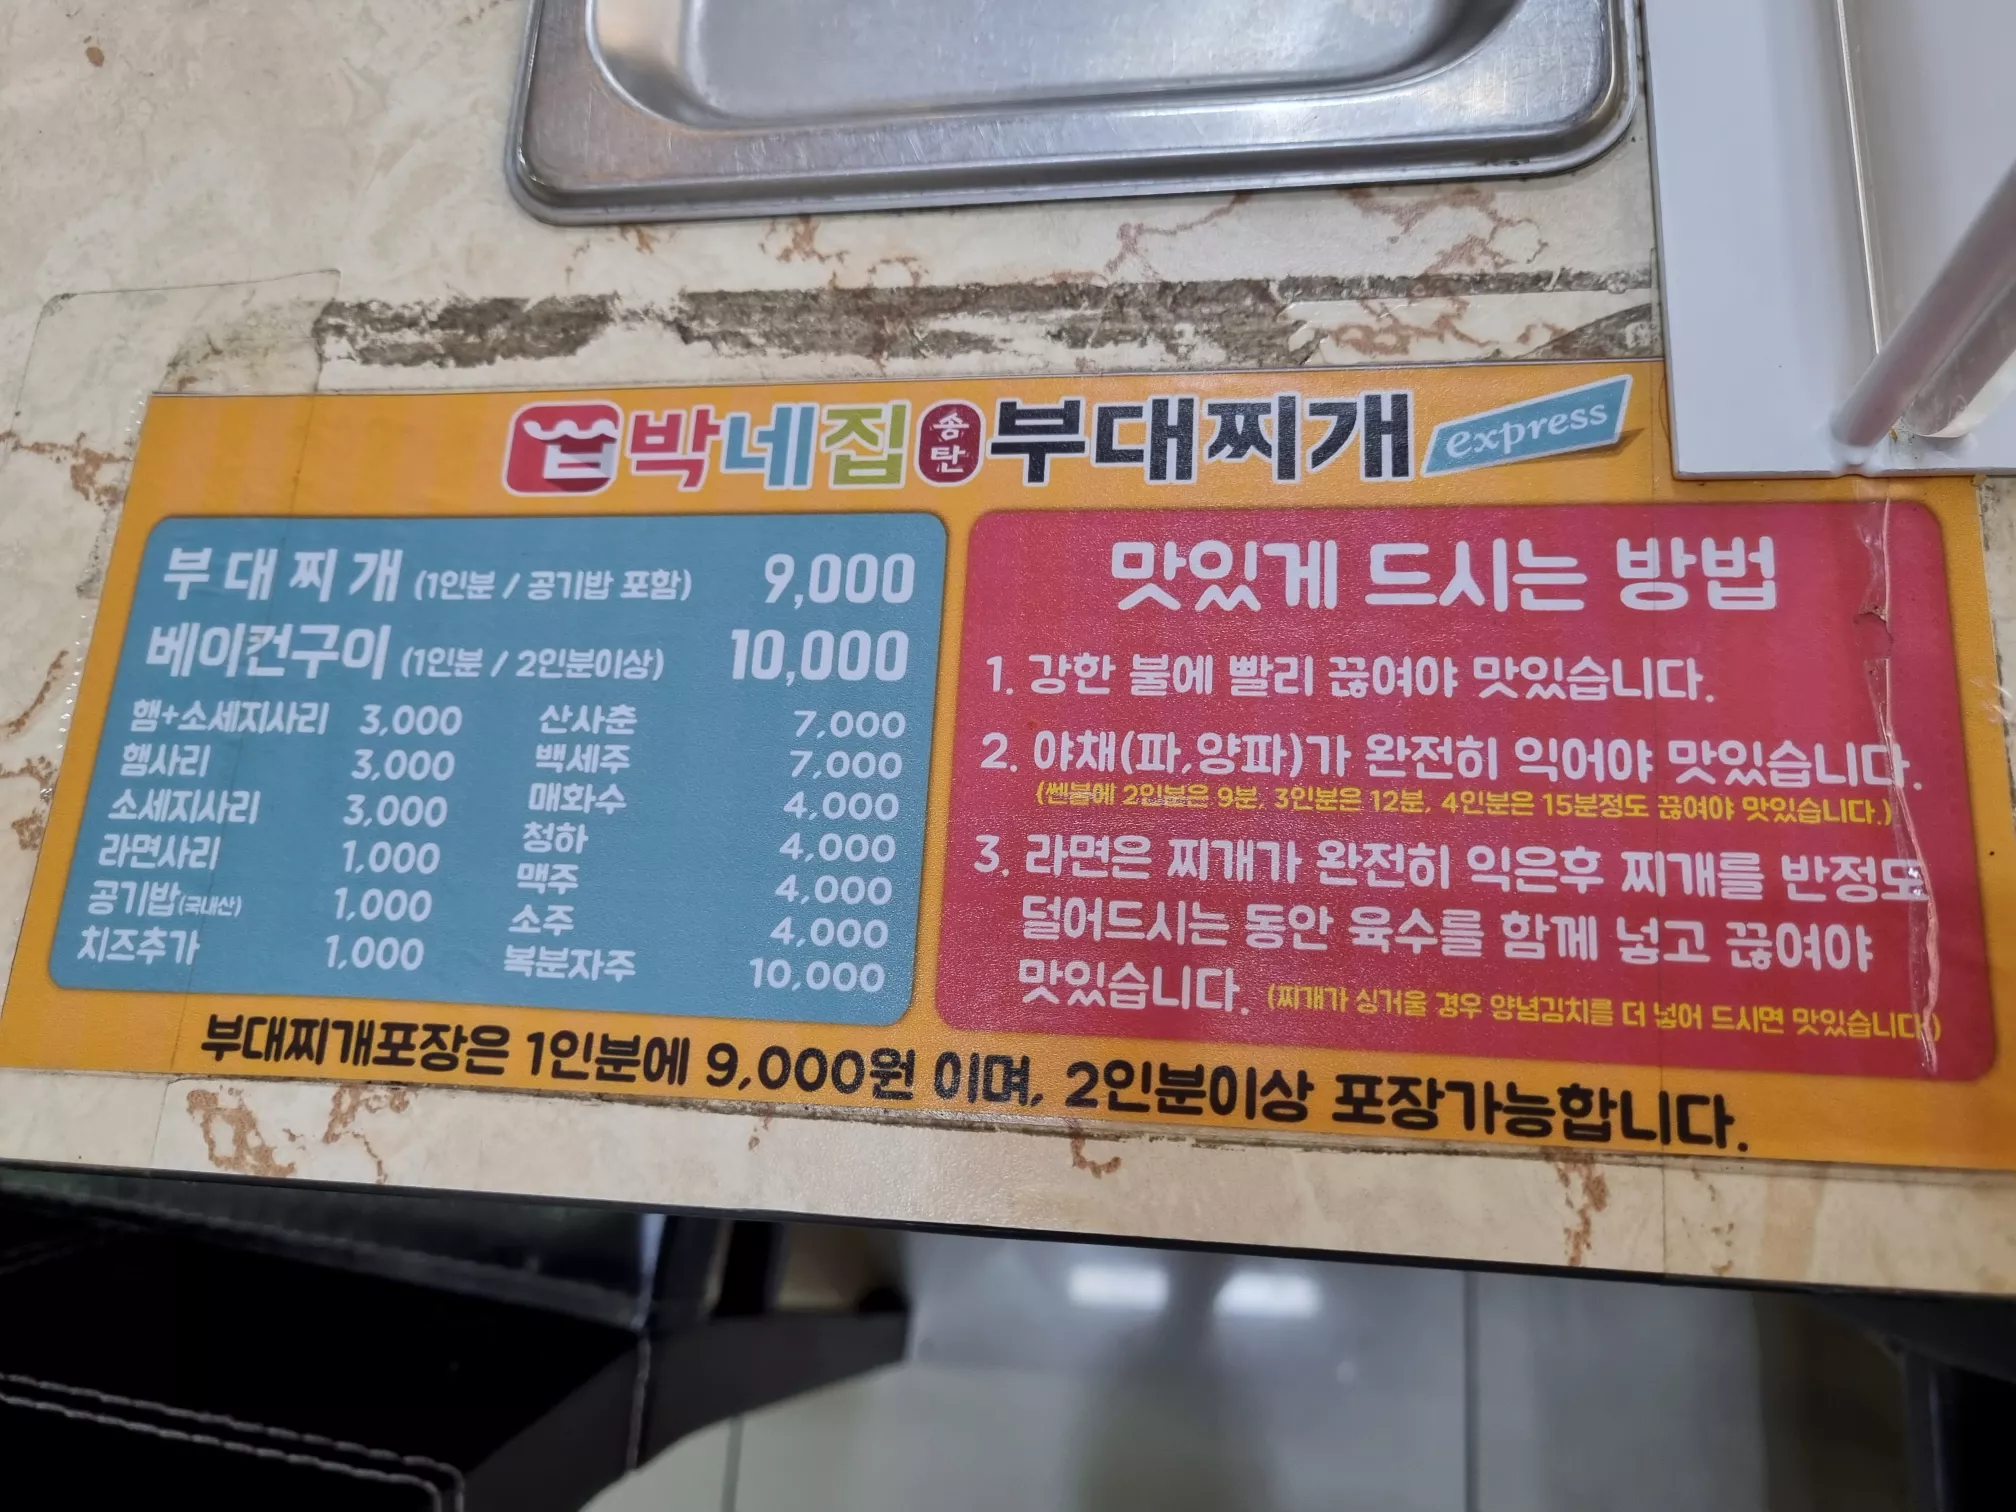 박네집 송탄 부대찌개 express
부대찌개 (1인분 / 공기밥 포함) 9,000
베이컨구이 (1인분 / 2인분이상) 10,000
햄+소세지사리 3,000
햄사리 3,000
소세지사리 3,000
라면사리 1,000
공기밥(국내산) 1,000
치즈추가 1,000
산사춘 7,000
백세주 7,000
매화수 4,000
청하 4,000
맥주 4,000
소주 4,000
복분자주 10,000
맛있게 드시는 방법
1. 강한 불에 빨리 끊여야 맛있습니다.
2. 야채(파,양파)가 완전히 익어야 맛있습니다.
(쎈불에 2인분은 9분, 3인분은 12분, 4인분은 15분정도 끊여야 맛있습니다.)
3. 라면은 찌개가 완전히 익은후 찌개를 반정도
덜어드시는 동안 육수를 함께 넣고 끊여야
맛있습니다. (찌개가 싱거울 경우 양념김치를 더 넣어 드시면 맛있습니다.)
부대찌개포장은 1인분에 9,000원 이며, 2인분이상 포장가능합니다.